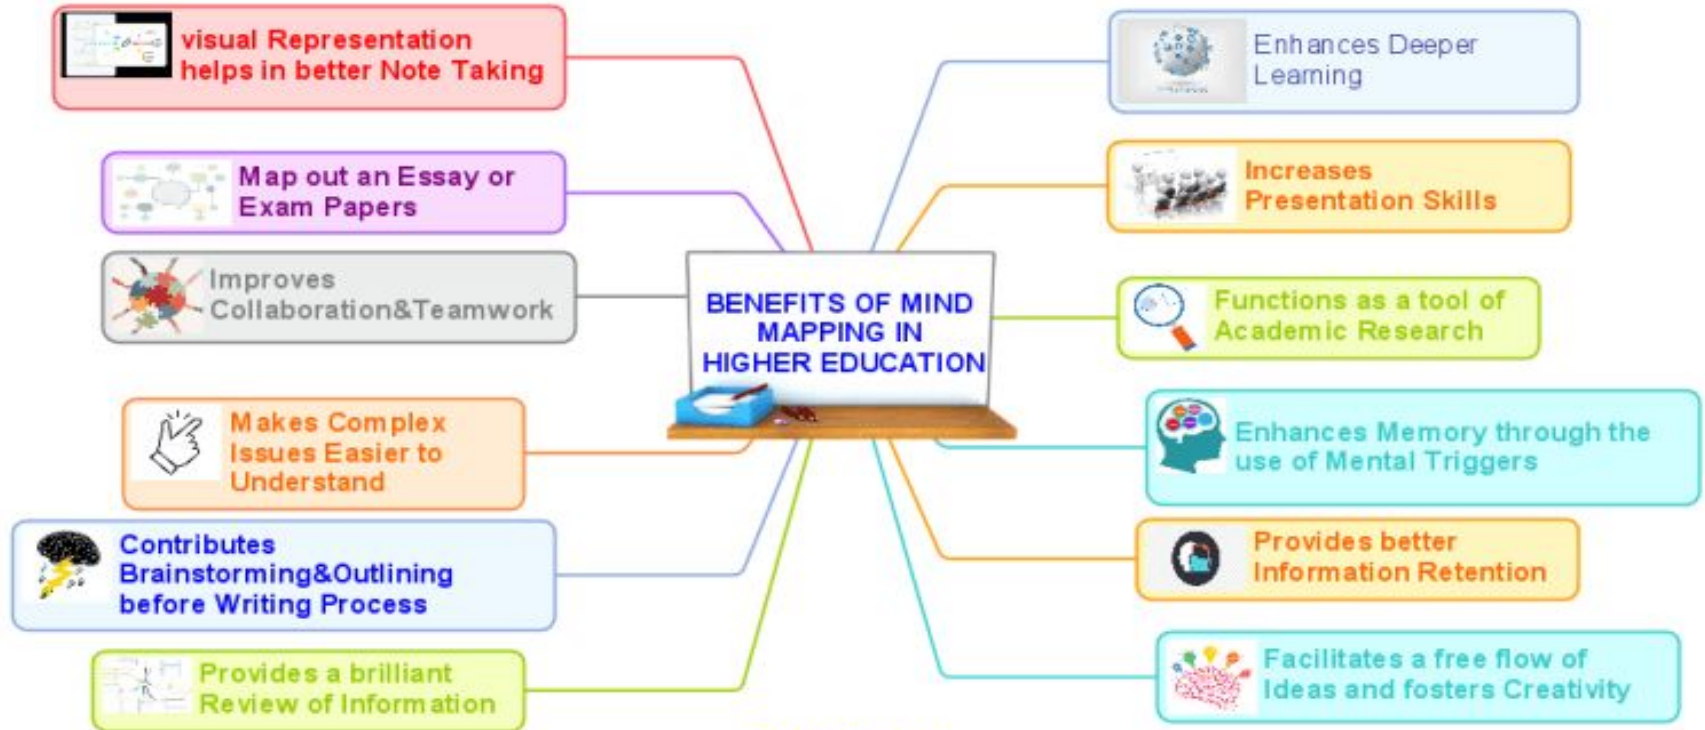 visual Representation
helps in better Note Taking
Map out an Essay or
Exam Papers
Improves
Collaboration&Teamwork
Makes Complex
Issues Easier to
Understand
Contributes
Brainstorming&Outlining
before Writing Process
Provides a brilliant
Review of Information
BENEFITS OF MIND
MAPPING IN
HIGHER EDUCATION
Enhances Deeper
Learning
Increases
Presentation Skills
Functions as a tool of
Academic Research
Enhances Memory through the
use of Mental Triggers
Provides better
Information Retention
Facilitates a free flow of
Ideas and fosters Creativity